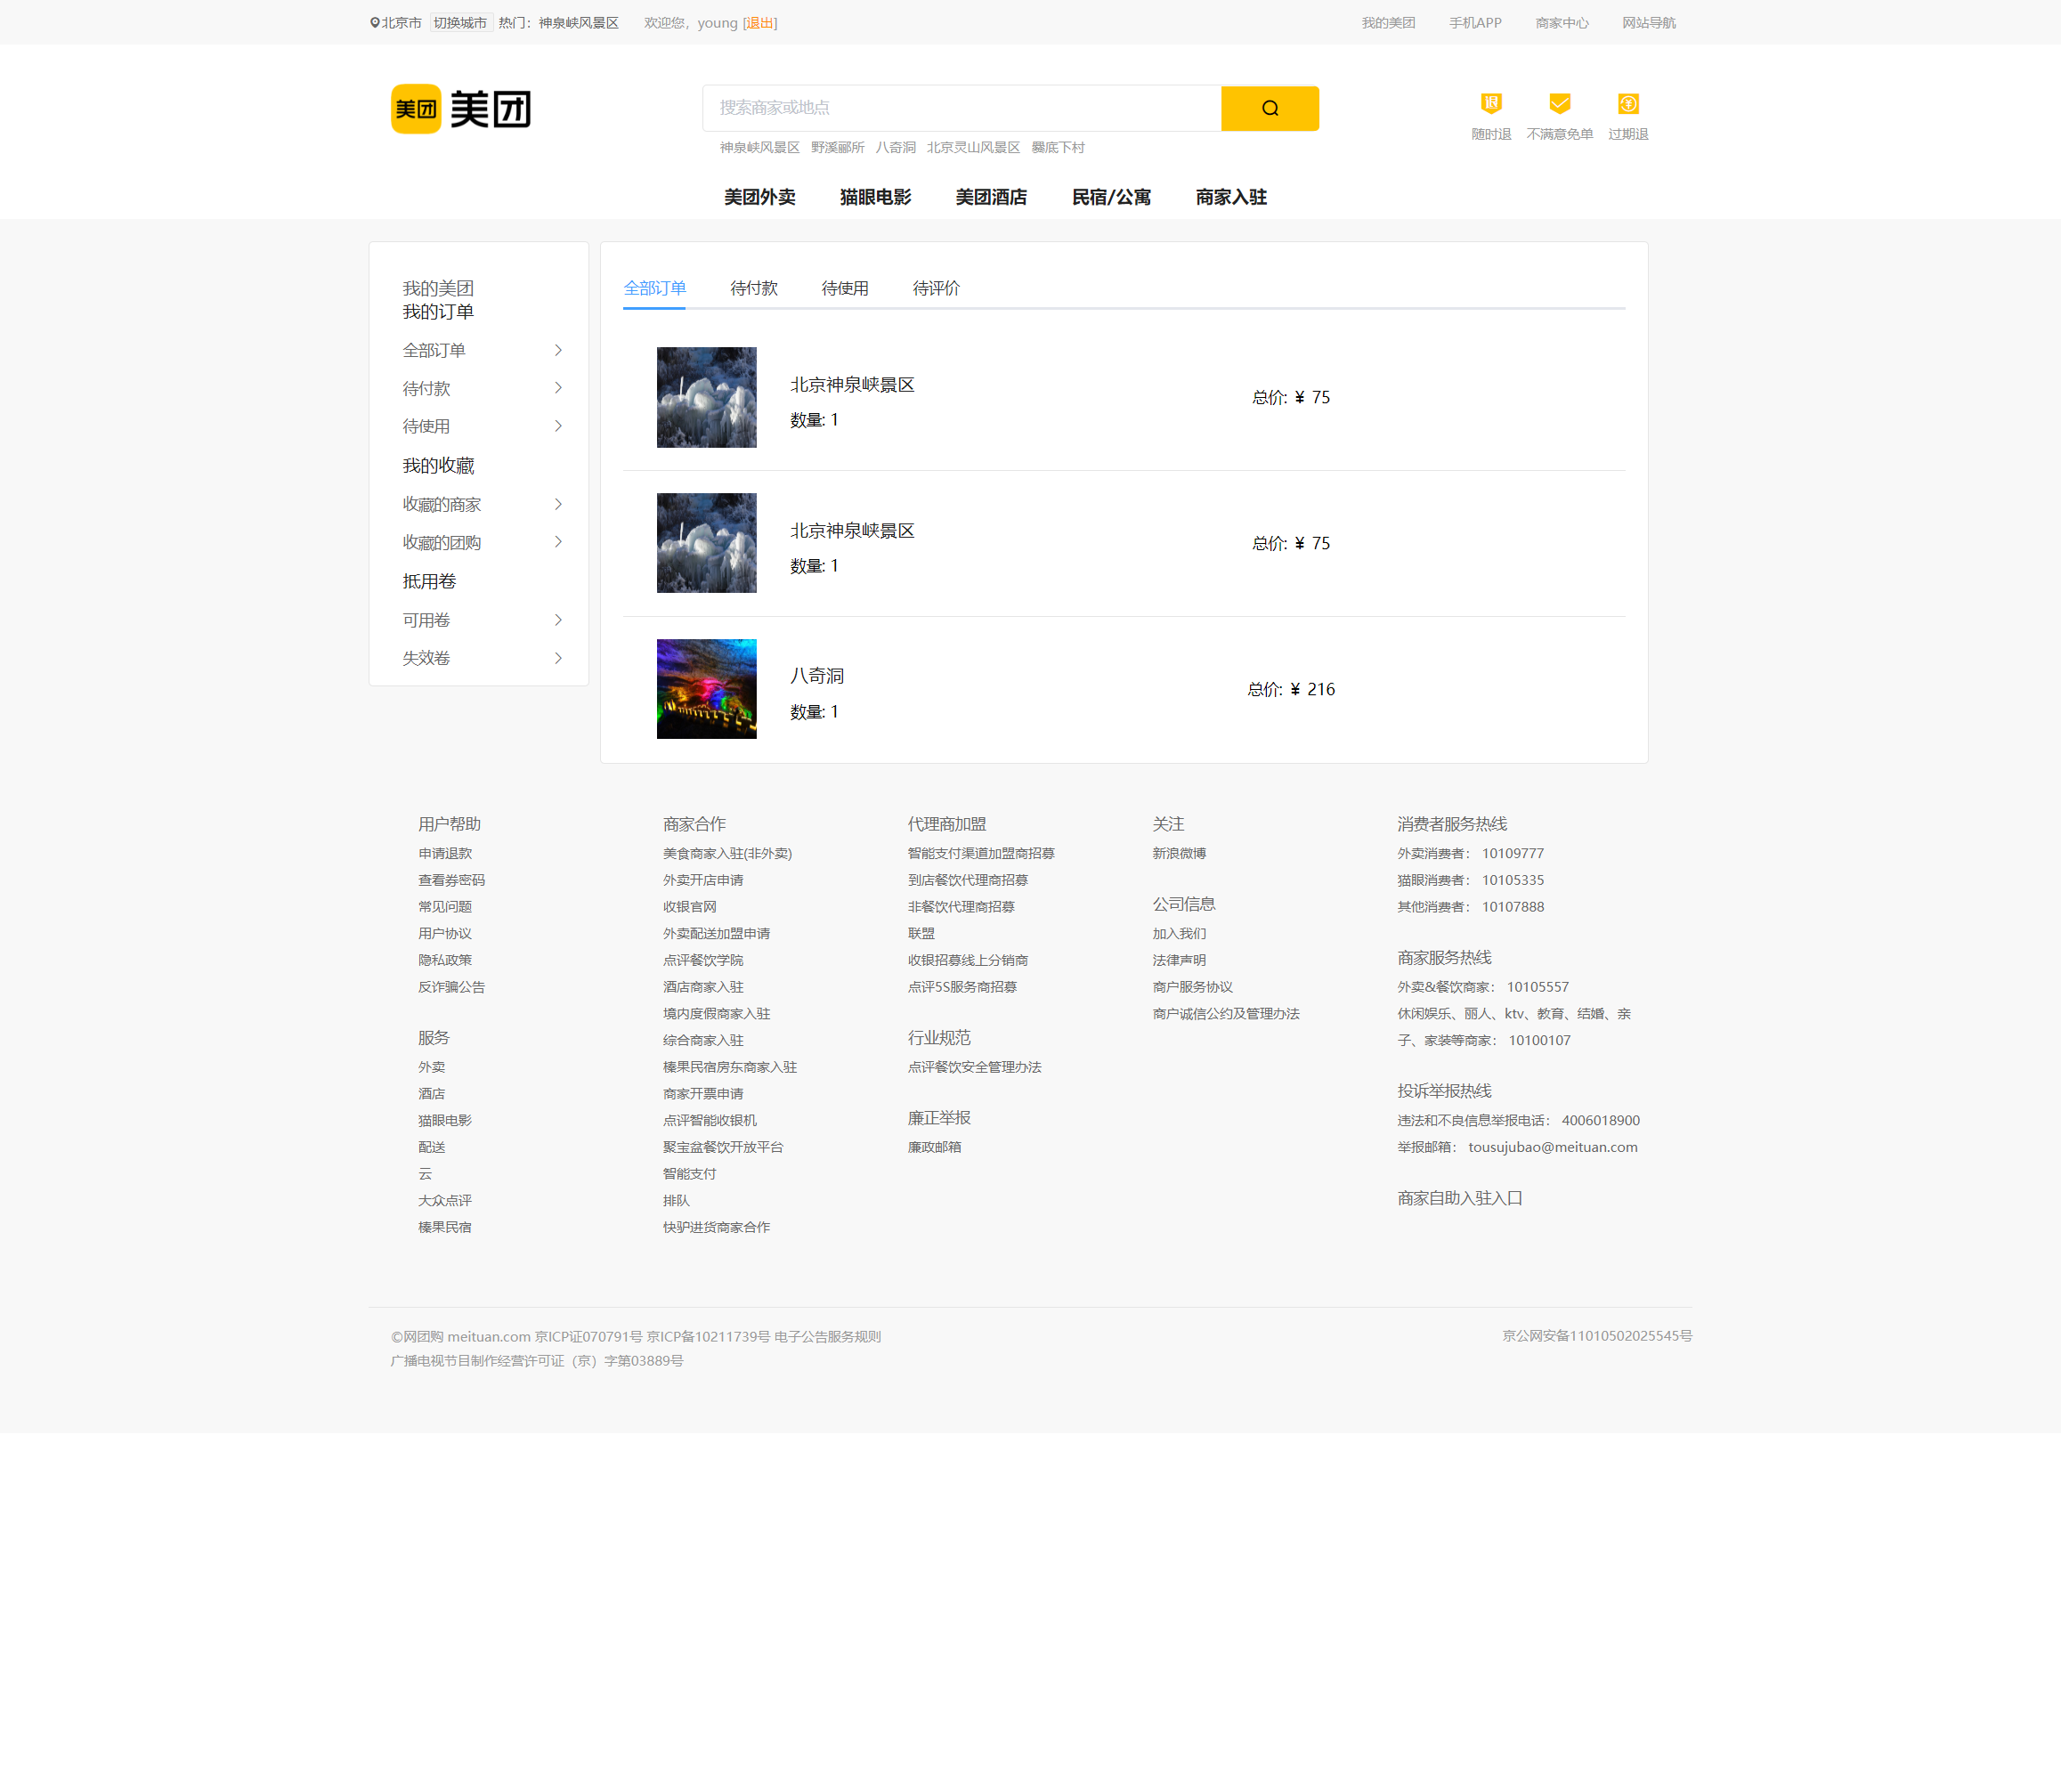 北京市 切换城市 热门: 神泉峡风景区 欢迎您，young [退出] 我的美团 手机APP 商家中心 网站导航
美团 美团
搜索商家或地点
退
随时退 不满意免单 过期退
神泉峡风景区 野溪郦所 八奇洞 北京灵山风景区 爨底下村
美团外卖 猫眼电影 美团酒店 民宿/公寓 商家入驻
我的美团
我的订单
全部订单
待付款
待使用
我的收藏
收藏的商家
收藏的团购
抵用卷
可用卷
失效卷
全部订单 待付款 待使用 待评价
北京神泉峡景区
数量: 1
总价: ¥ 75
北京神泉峡景区
数量: 1
总价: ¥ 75
八奇洞
数量: 1
总价: ¥ 216
用户帮助
申请退款
查看券密码
常见问题
用户协议
隐私政策
反诈骗公告
服务
外卖
酒店
猫眼电影
配送
云
大众点评
榛果民宿
商家合作
美食商家入驻(非外卖)
外卖开店申请
收银官网
外卖配送加盟申请
点评餐饮学院
酒店商家入驻
境内度假商家入驻
综合商家入驻
榛果民宿房东商家入驻
商家开票申请
点评智能收银机
聚宝盆餐饮开放平台
智能支付
排队
快驴进货商家合作
代理商加盟
智能支付渠道加盟商招募
到店餐饮代理商招募
非餐饮代理商招募
联盟
收银招募线上分销商
点评5S服务商招募
行业规范
点评餐饮安全管理办法
廉正举报
廉政邮箱
关注
新浪微博
公司信息
加入我们
法律声明
商户服务协议
商户诚信公约及管理办法
消费者服务热线
外卖消费者： 10109777
猫眼消费者： 10105335
其他消费者： 10107888
商家服务热线
外卖&餐饮商家： 10105557
休闲娱乐、丽人、ktv、教育、结婚、亲
子、家装等商家： 10100107
投诉举报热线
违法和不良信息举报电话： 4006018900
举报邮箱： tousujubao@meituan.com
商家自助入驻入口
©网团购 meituan.com 京ICP证070791号 京ICP备10211739号 电子公告服务规则
广播电视节目制作经营许可证（京）字第03889号
京公网安备11010502025545号